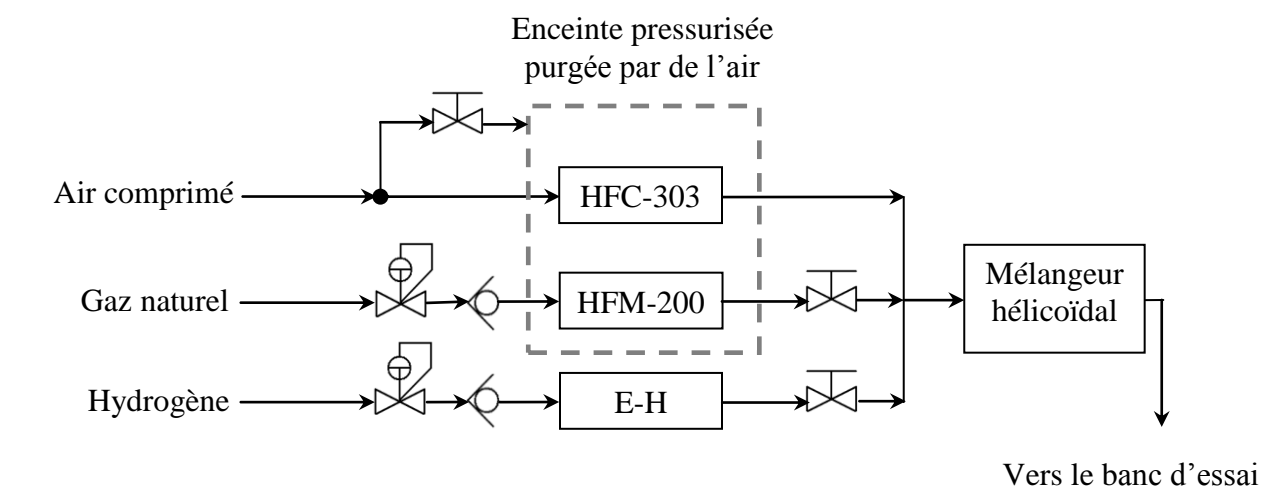 Enceinte pressurisée
purgée par de l’air
Air comprimé
HFC-303
Gaz naturel
HFM-200
Mélangeur
hélicoïdal
Hydrogène
E-H
Vers le banc d’essai